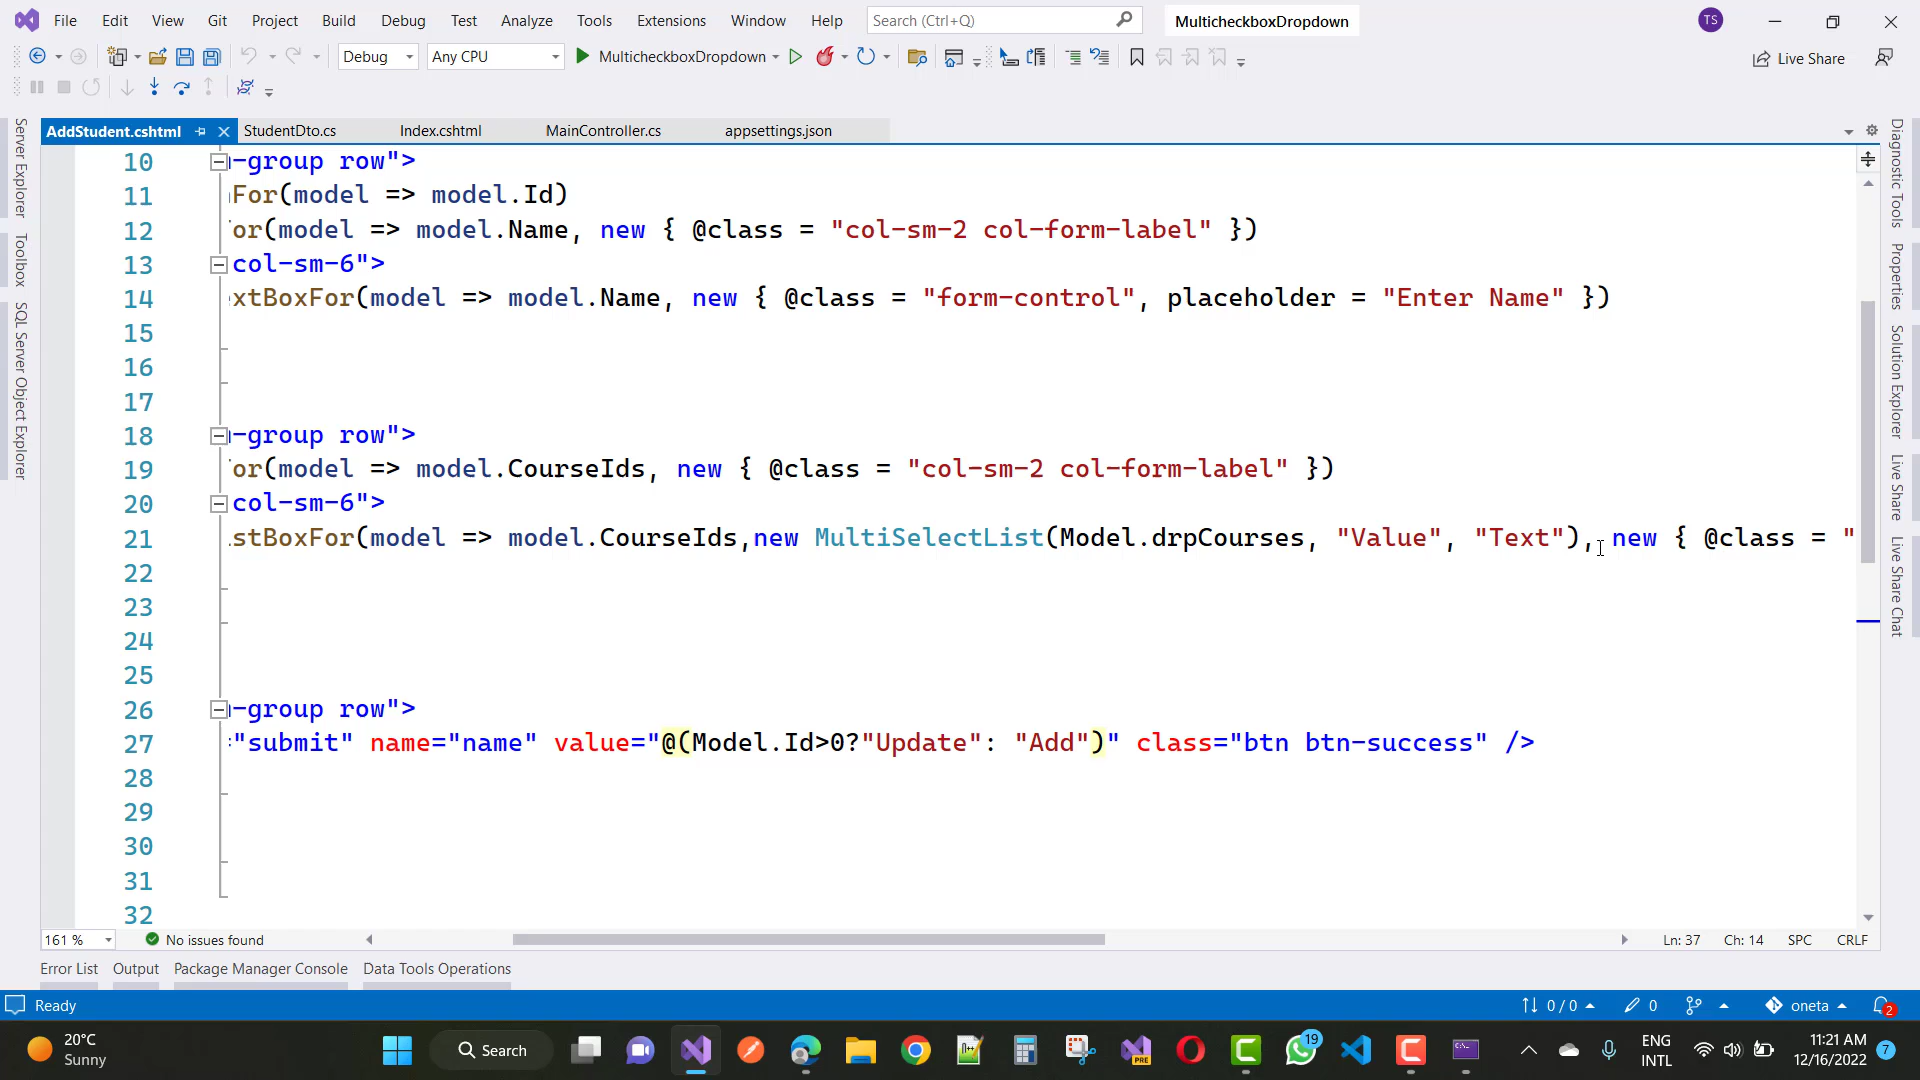 File Edit View Git Project Build Debug Test Analyze Tools Extensions Window Help Search (Ctrl+Q) MulticheckboxDropdown TS
Debug Any CPU MulticheckboxDropdown Live Share
AddStudent.cshtml StudentDto.cs Index.cshtml MainController.cs appsettings.json
Server Explorer
Toolbox
SQL Server Object Explorer
10 -group row">
11 For(model => model.Id)
12 or(model => model.Name, new { @class = "col-sm-2 col-form-label" })
13 col-sm-6">
14 xtBoxFor(model => model.Name, new { @class = "form-control", placeholder = "Enter Name" })
15
16
17
18 -group row">
19 or(model => model.CourseIds, new { @class = "col-sm-2 col-form-label" })
20 col-sm-6">
21 stBoxFor(model => model.CourseIds,new MultiSelectList(Model.drpCourses, "Value", "Text"), new { @class = "
22
23
24
25
26 -group row">
27 ="submit" name="name" value="@(Model.Id>0?"Update": "Add")" class="btn btn-success" />
28
29
30
31
32
Diagnostic Tools
Properties
Solution Explorer
Live Share
Live Share Chat
161 % No issues found Ln: 37 Ch: 14 SPC CRLF
Error List Output Package Manager Console Data Tools Operations
Ready 0 / 0 0 oneta 2
20°C
Sunny
Search
PRE
19
ENG
INTL
11:21 AM
12/16/2022
7